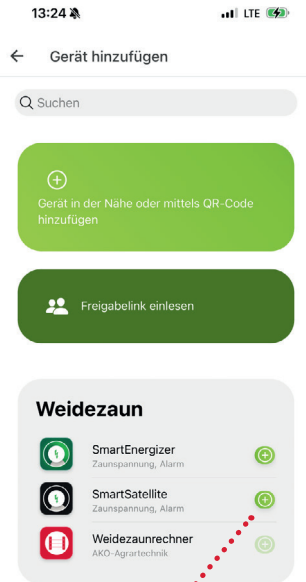 13:24
LTE
Gerät hinzufügen
Suchen
Gerät in der Nähe oder mittels QR-Code
hinzufügen
Freigabelink einlesen
Weidezaun
SmartEnergizer
Zaunspannung, Alarm
SmartSatellite
Zaunspannung, Alarm
Weidezaunrechner
AKO-Agrartechnik